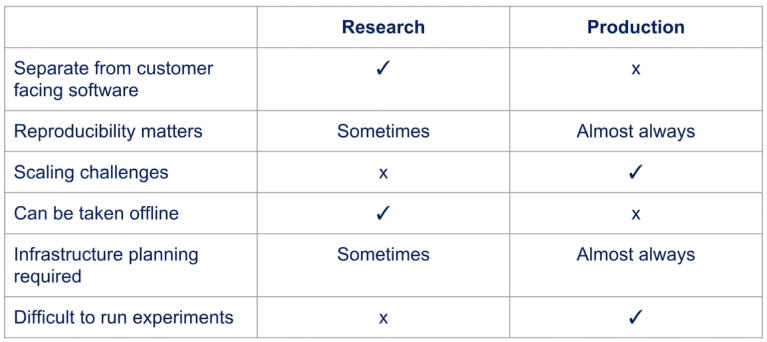 Research Production
Separate from customer ✓ x
facing software
Reproducibility matters Sometimes Almost always
Scaling challenges x ✓
Can be taken offline ✓ x
Infrastructure planning Sometimes Almost always
required
Difficult to run experiments x ✓